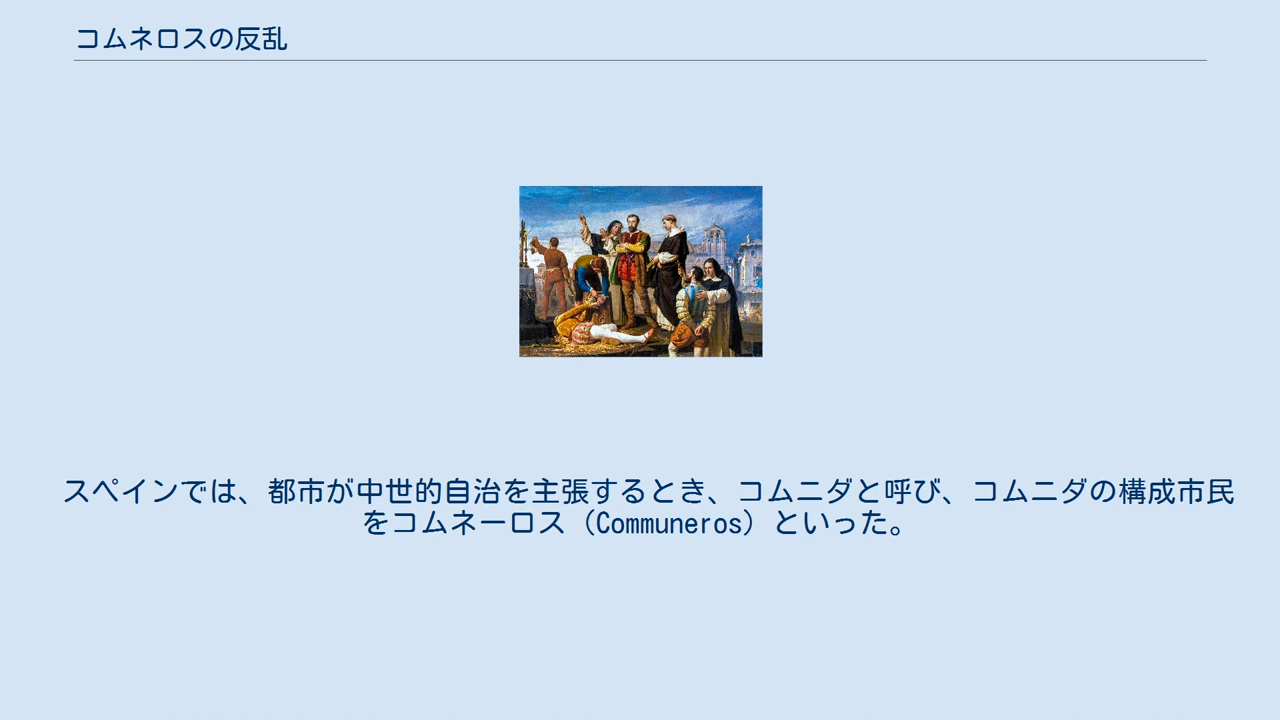 コムネロスの反乱
スペインでは、都市が中世的自治を主張するとき、コムニダと呼び、コムニダの構成市民
をコムネーロス（Communeros）といった。